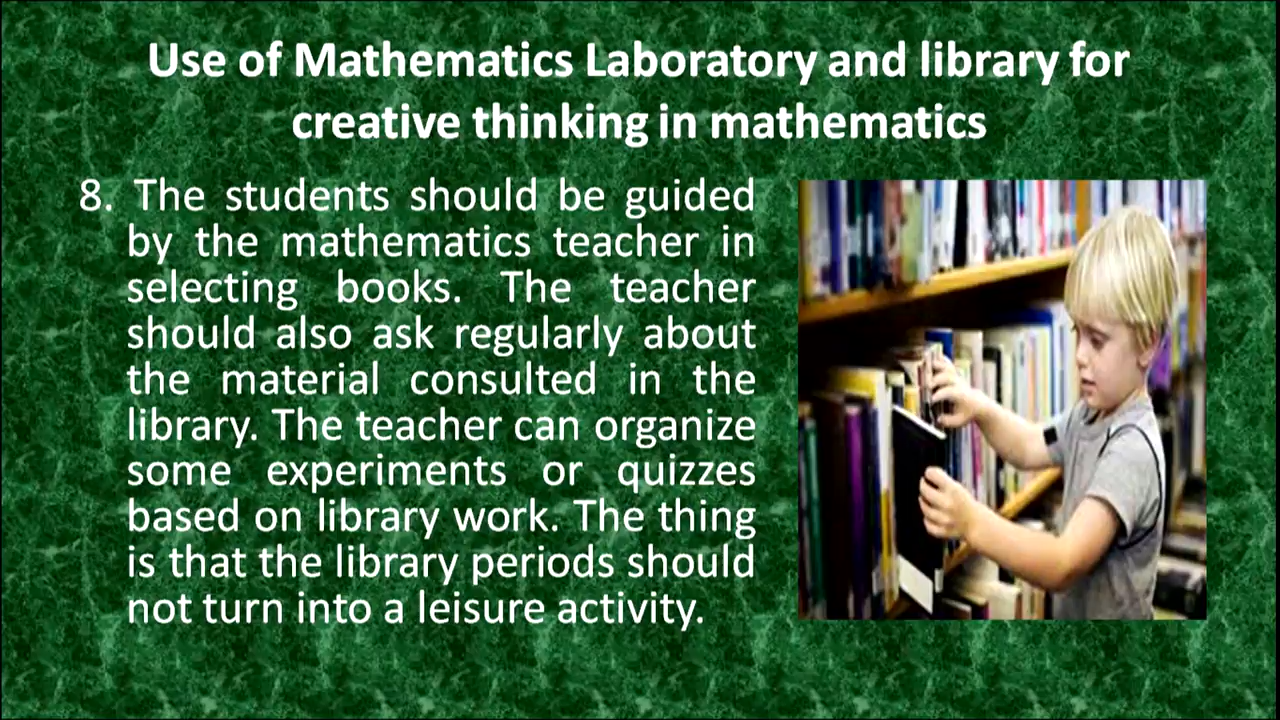 Use of Mathematics Laboratory and library for
creative thinking in mathematics
8. The students should be guided
by the mathematics teacher in
selecting books. The teacher
should also ask regularly about
the material consulted in the
library. The teacher can organize
some experiments or quizzes
based on library work. The thing
is that the library periods should
not turn into a leisure activity.